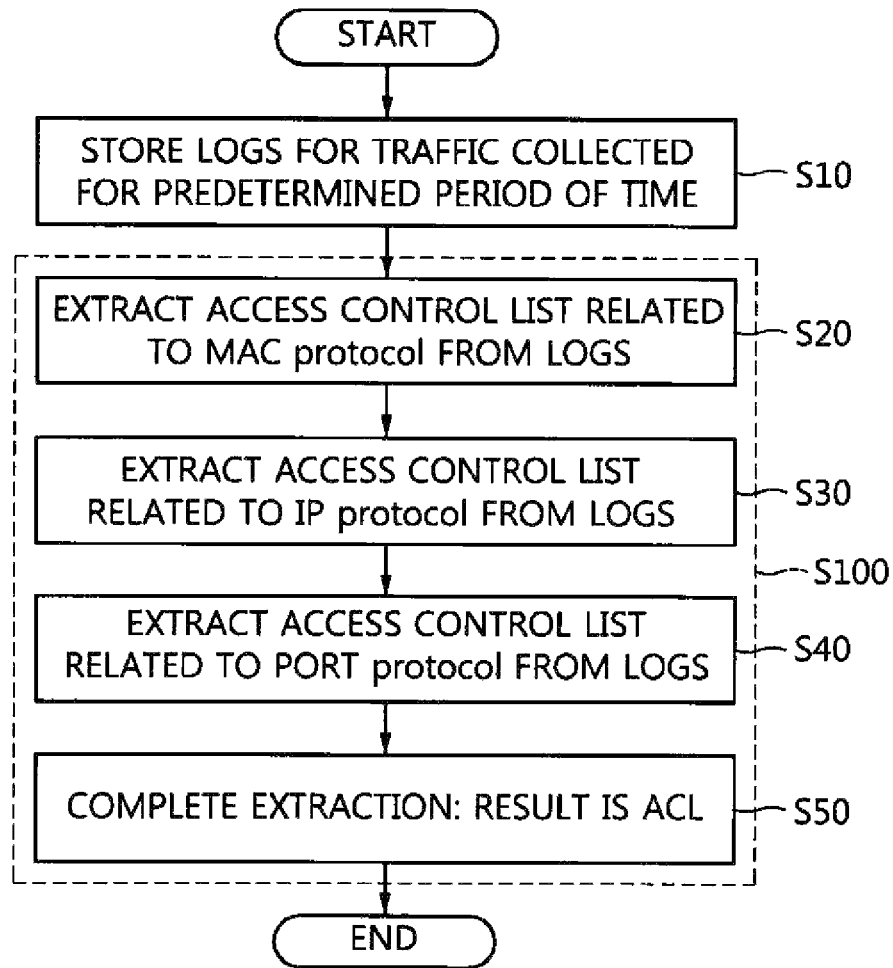 START
STORE LOGS FOR TRAFFIC COLLECTED
FOR PREDETERMINED PERIOD OF TIME
S10
EXTRACT ACCESS CONTROL LIST RELATED
TO MAC protocol FROM LOGS
S20
EXTRACT ACCESS CONTROL LIST
RELATED TO IP protocol FROM LOGS
S30
S100
EXTRACT ACCESS CONTROL LIST
RELATED TO PORT protocol FROM LOGS
S40
COMPLETE EXTRACTION: RESULT IS ACL
S50
END